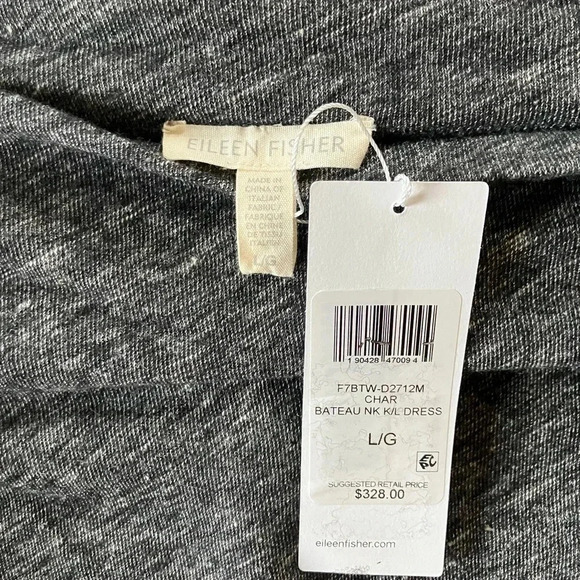 EILEEN FISHER
MADE IN
CHINA OF
ITALIAN
FABRIC/
FABRIQUÉ
EN CHINE
DE TISSU
ITALIEN
L/G
1 90428 47009 4
F7BTW-D2712M
CHAR
BATEAU NK K/L DRESS
L/G
SUGGESTED RETAIL PRICE
$328.00
eileenfisher.com